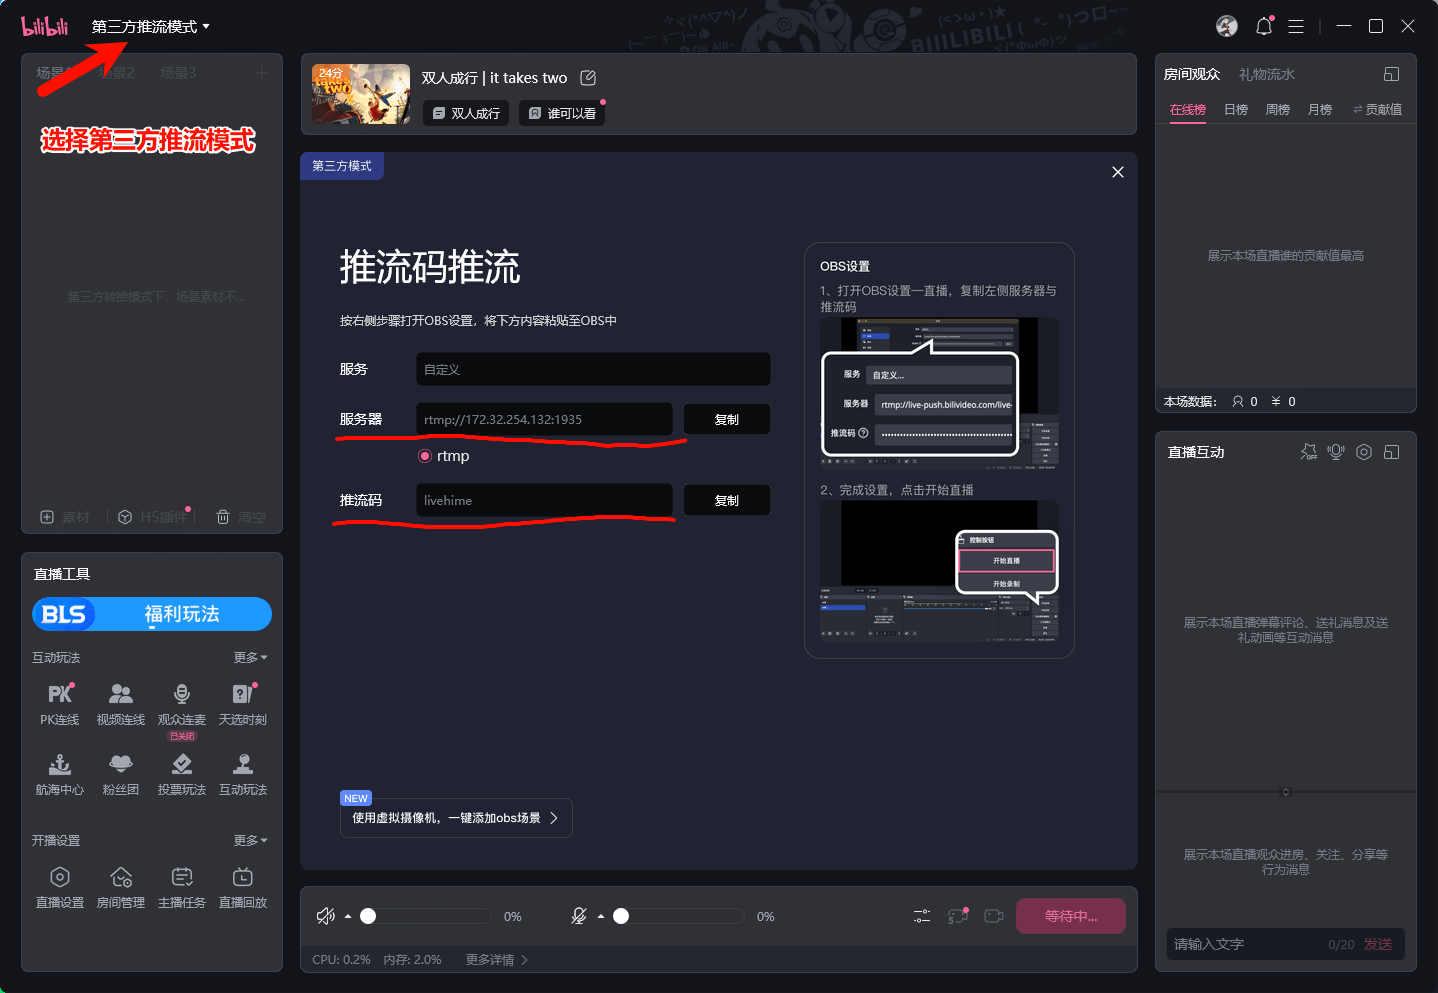 bilibili
第三方推流模式
场景2
场景3
选择第三方推流模式
第三方转推模式下，场景素材不...
素材
H5插件
清空
直播工具
BLS 福利玩法
互动玩法
更多
PK
PK连线
视频连线
观众连麦
天选时刻
已关闭
航海中心
粉丝团
投票玩法
互动玩法
开播设置
更多
直播设置
房间管理
主播任务
直播回放
24分
takes
two
双人成行 | it takes two
双人成行
谁可以看
第三方模式
推流码推流
按右侧步骤打开OBS设置，将下方内容粘贴至OBS中
服务
自定义
服务器
rtmp://172.32.254.132:1935
复制
rtmp
推流码
livehime
复制
OBS设置
1、打开OBS设置—直播，复制左侧服务器与
推流码
服务
自定义...
服务器
rtmp://live-push.bilivideo.com/live-
推流码
2、完成设置，点击开始直播
控制按钮
开始直播
开始录制
NEW
使用虚拟摄像机，一键添加obs场景
0%
0%
等待中...
CPU: 0.2%
内存: 2.0%
更多详情
BIIILIBILI
ON AIR-
WOW !!
房间观众
礼物流水
在线榜
日榜
周榜
月榜
贡献值
展示本场直播谁的贡献值最高
本场数据:
0
¥ 0
直播互动
OFF
展示本场直播弹幕评论、送礼消息及送
礼动画等互动消息
展示本场直播观众进房、关注、分享等
行为消息
请输入文字
0/20
发送